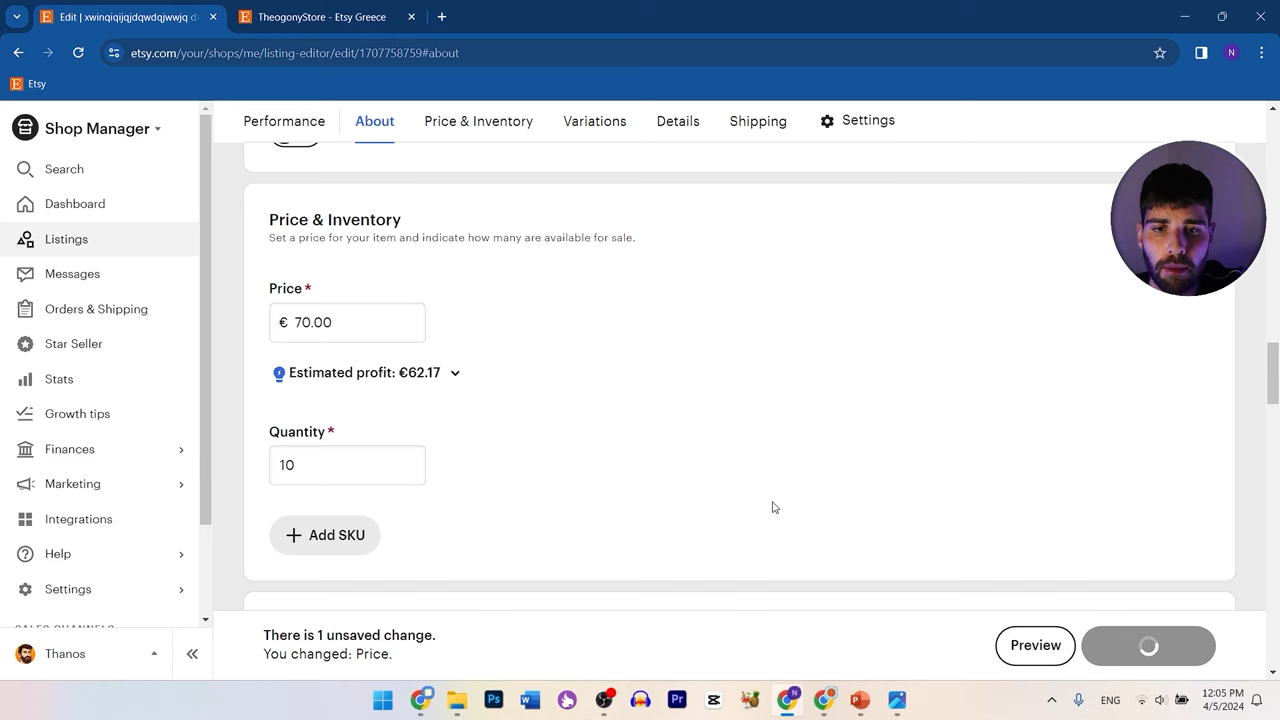 Edit | xwinqiqijqjdqwdqjwwjq d
TheogonyStore - Etsy Greece
etsy.com/your/shops/me/listing-editor/edit/1707758759#about
N
E Etsy
Shop Manager
Performance
About
Price & Inventory
Variations
Details
Shipping
Settings
Search
Dashboard
Listings
Messages
Orders & Shipping
Star Seller
Stats
Growth tips
Finances
Marketing
Integrations
Help
Settings
Thanos
Price & Inventory
Set a price for your item and indicate how many are available for sale.
Price *
€ 70.00
Estimated profit: €62.17
Quantity *
10
Add SKU
There is 1 unsaved change.
You changed: Price.
Preview
ENG
12:05 PM
4/5/2024